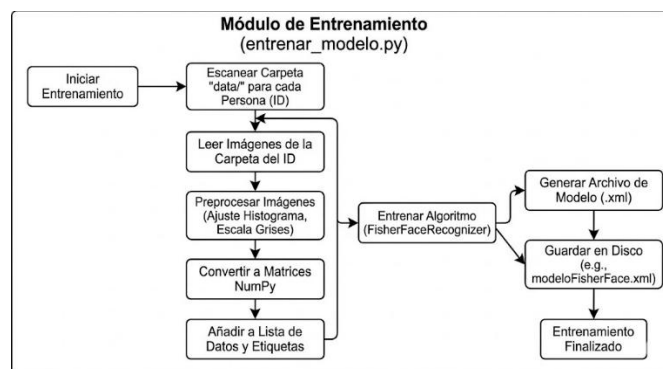 Módulo de Entrenamiento
(entrenar_modelo.py)
Iniciar
Entrenamiento
Escanear Carpeta
"data/" para cada
Persona (ID)
Leer Imágenes de la
Carpeta del ID
Preprocesar Imágenes
(Ajuste Histograma,
Escala Grises)
Convertir a Matrices
NumPy
Añadir a Lista de
Datos y Etiquetas
Entrenar Algoritmo
(FisherFaceRecognizer)
Generar Archivo de
Modelo (.xml)
Guardar en Disco
(e.g.,
modeloFisherFace.xml)
Entrenamiento
Finalizado